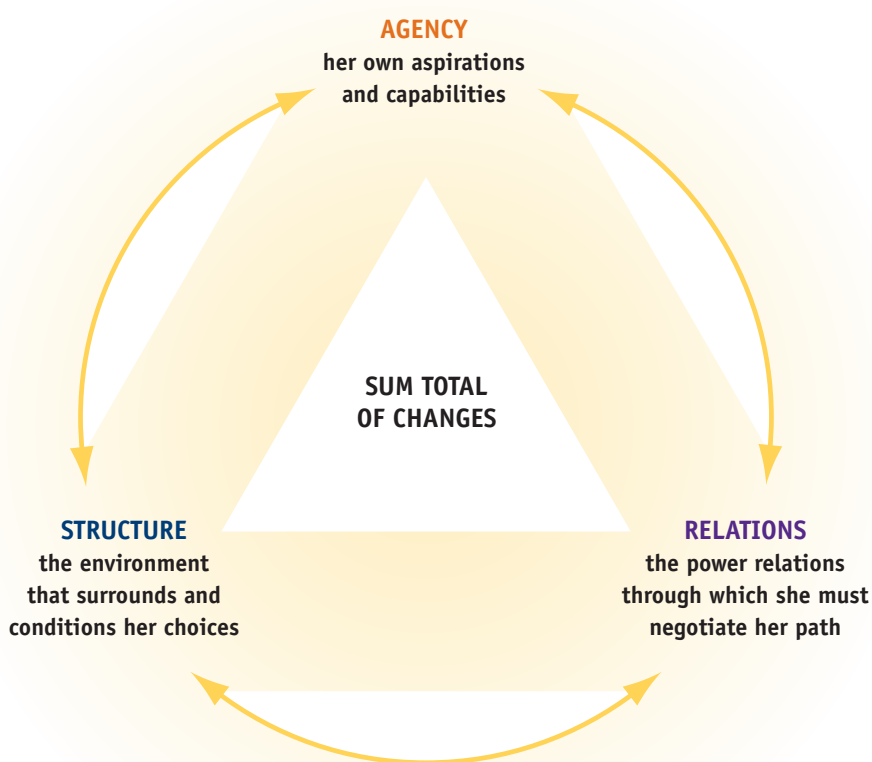 AGENCY
her own aspirations
and capabilities
SUM TOTAL
OF CHANGES
STRUCTURE
the environment
that surrounds and
conditions her choices
RELATIONS
the power relations
through which she must
negotiate her path